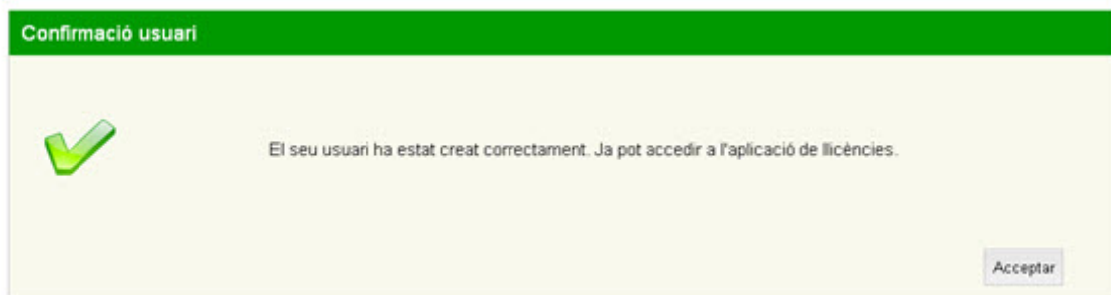 Confirmació usuari
El seu usuari ha estat creat correctament. Ja pot accedir a l'aplicació de llicències.
Acceptar